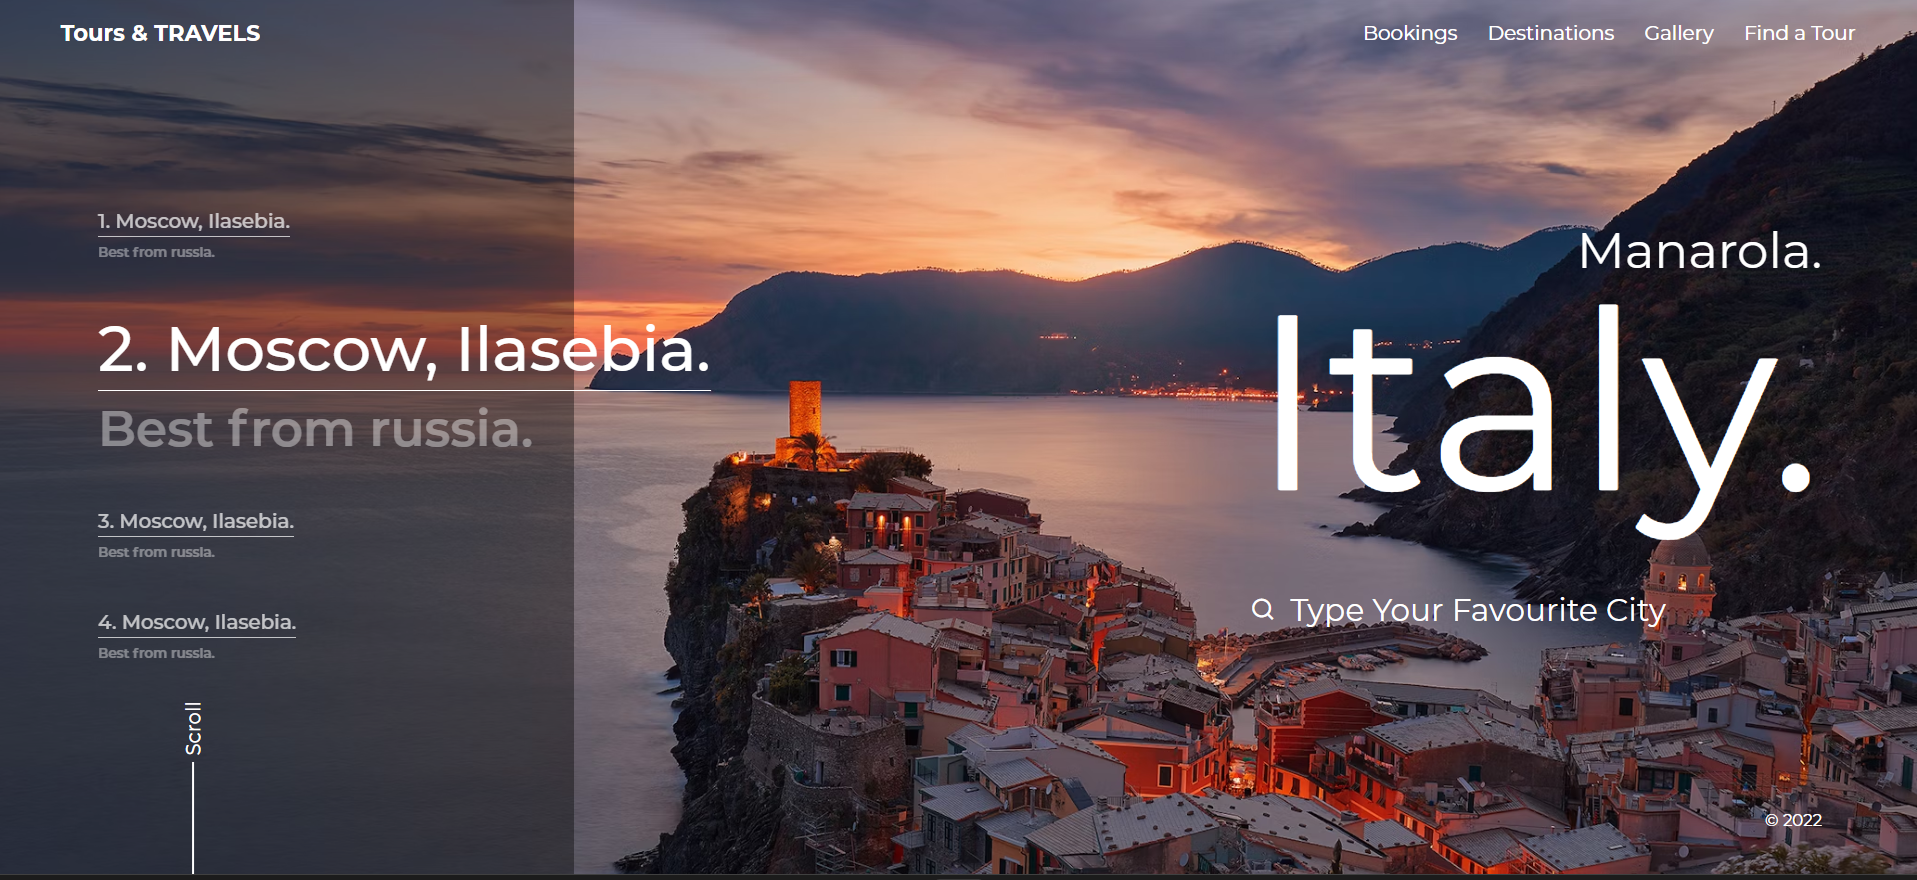 Tours & TRAVELS
Bookings Destinations Gallery Find a Tour
1. Moscow, Ilasebia.
Best from russia.
2. Moscow, Ilasebia.
Best from russia.
3. Moscow, Ilasebia.
Best from russia.
4. Moscow, Ilasebia.
Best from russia.
Scroll
Manarola.
Italy.
Type Your Favourite City
© 2022